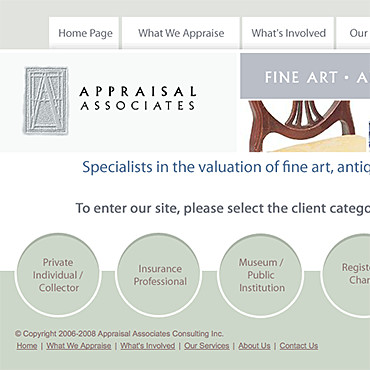 Home Page
What We Appraise
What's Involved
Our
APPRAISAL
ASSOCIATES
FINE ART • A
Specialists in the valuation of fine art, antiq
To enter our site, please select the client catego
Private
Individual /
Collector
Insurance
Professional
Museum /
Public
Institution
Registe
Char
© Copyright 2006-2008 Appraisal Associates Consulting Inc.
Home | What We Appraise | What's Involved | Our Services | About Us | Contact Us